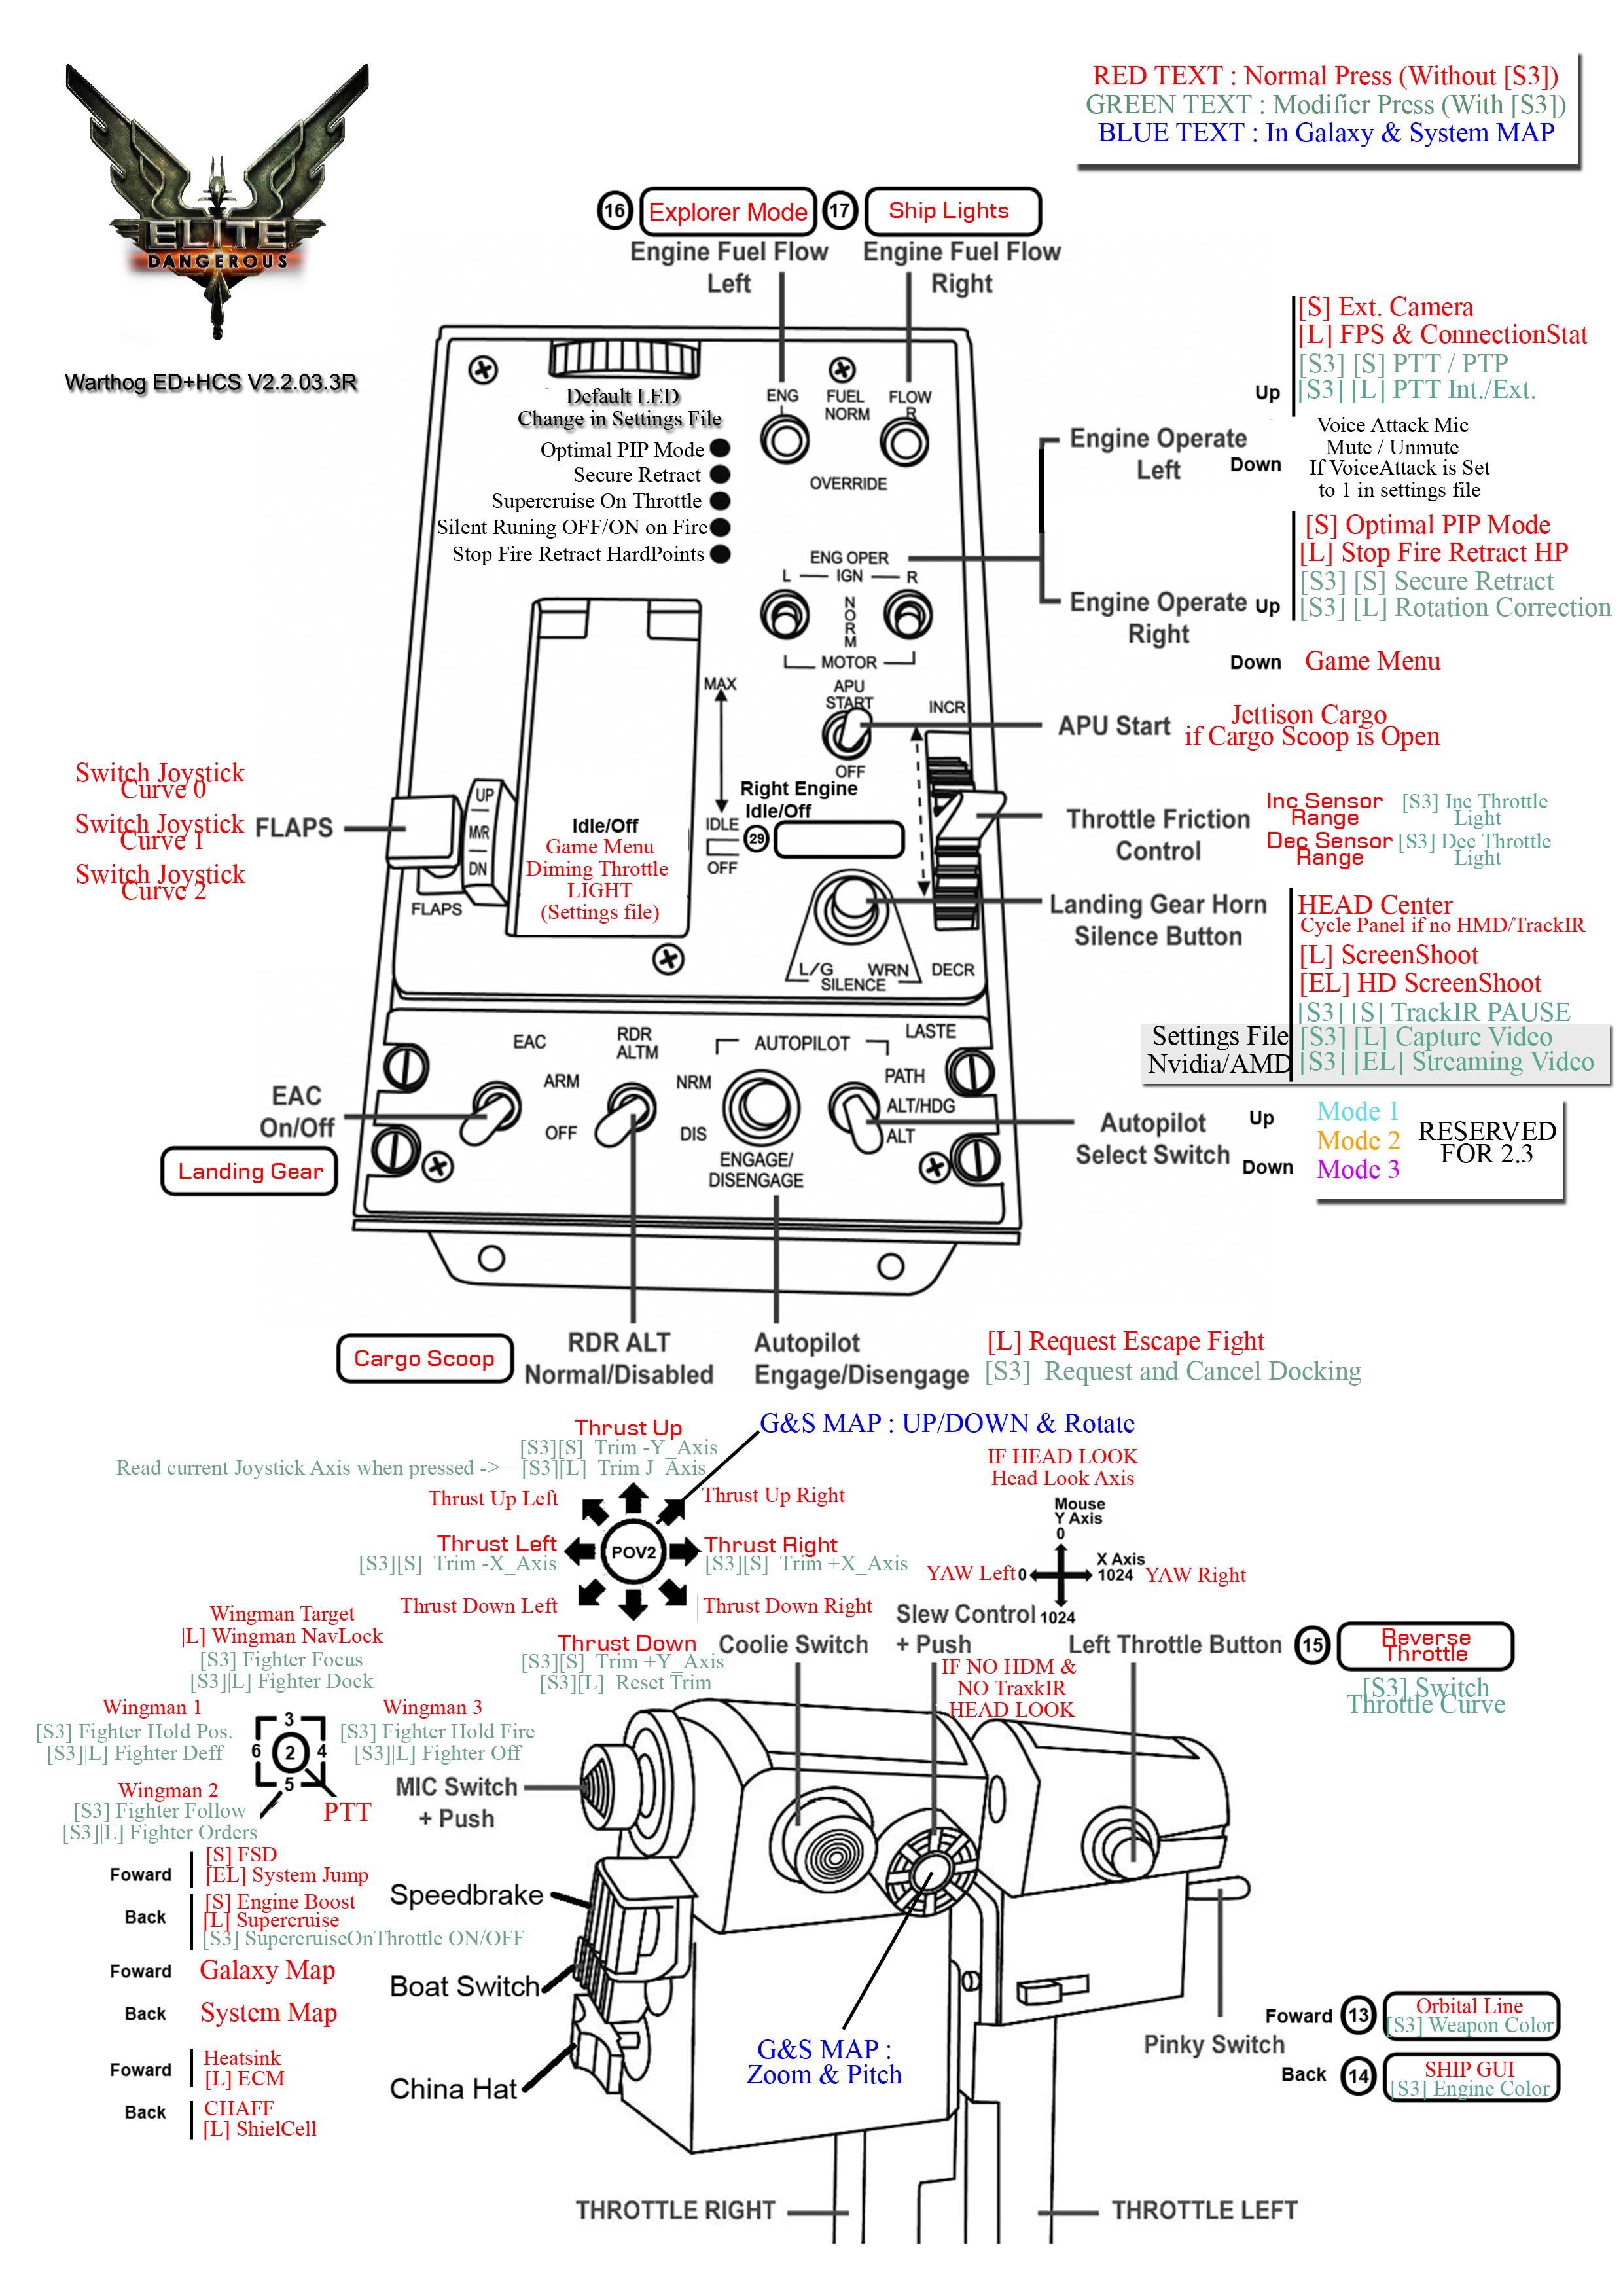 RED TEXT : Normal Press (Without [S3])
GREEN TEXT : Modifier Press (With [S3])
BLUE TEXT : In Galaxy & System MAP
ELITE
DANGEROUS
Warthog ED+HCS V2.2.03.3R
16
Explorer Mode
17
Ship Lights
Engine Fuel Flow
Left
Engine Fuel Flow
Right
Default LED
Change in Settings File
Optimal PIP Mode
Secure Retract
Supercruise On Throttle
Silent Runing OFF/ON on Fire
Stop Fire Retract HardPoints
ENG
L
FUEL
NORM
FLOW
R
OVERRIDE
ENG OPER
L
IGN
R
NORM
MOTOR
APU
START
OFF
INCR
MAX
IDLE
OFF
Right Engine
Idle/Off
29
Engine Operate
Left
Up
[S] Ext. Camera
[L] FPS & ConnectionStat
[S3] [S] PTT / PTP
[S3] [L] PTT Int./Ext.
Down
Voice Attack Mic
Mute / Unmute
If VoiceAttack is Set
to 1 in settings file
Engine Operate
Right
Up
[S] Optimal PIP Mode
[L] Stop Fire Retract HP
[S3] [S] Secure Retract
[S3] [L] Rotation Correction
Down
Game Menu
APU Start
Jettison Cargo
if Cargo Scoop is Open
Switch Joystick
Curve 0
Switch Joystick
Curve 1
Switch Joystick
Curve 2
FLAPS
UP
MVR
DN
FLAPS
Idle/Off
Game Menu
Diming Throttle
LIGHT
(Settings file)
Throttle Friction
Control
Inc Sensor
Range
[S3] Inc Throttle
Light
Dec Sensor
Range
[S3] Dec Throttle
Light
Landing Gear Horn
Silence Button
HEAD Center
Cycle Panel if no HMD/TrackIR
[L] ScreenShoot
[EL] HD ScreenShoot
[S3] [S] TrackIR PAUSE
Settings File
Nvidia/AMD
[S3] [L] Capture Video
[S3] [EL] Streaming Video
L/G
WRN
SILENCE
DECR
EAC
ARM
OFF
RDR
ALTM
NRM
DIS
AUTOPILOT
ENGAGE/
DISENGAGE
LASTE
PATH
ALT/HDG
ALT
EAC
On/Off
Landing Gear
Autopilot
Select Switch
Up
Down
Mode 1
Mode 2
Mode 3
RESERVED
FOR 2.3
Cargo Scoop
RDR ALT
Normal/Disabled
Autopilot
Engage/Disengage
[L] Request Escape Fight
[S3] Request and Cancel Docking
Thrust Up
[S3][S] Trim -Y_Axis
Read current Joystick Axis when pressed -> [S3][L] Trim J_Axis
G&S MAP : UP/DOWN & Rotate
Thrust Up Left
Thrust Up Right
Thrust Left
[S3][S] Trim -X_Axis
POV2
Thrust Right
[S3][S] Trim +X_Axis
Thrust Down Left
Thrust Down Right
Thrust Down
[S3][S] Trim +Y_Axis
[S3][L] Reset Trim
IF HEAD LOOK
Head Look Axis
Mouse
Y Axis
0
YAW Left
0
X Axis
1024
YAW Right
1024
Coolie Switch
Slew Control
+ Push
IF NO HDM &
NO TraxkIR
HEAD LOOK
Left Throttle Button
15
Reverse
Throttle
[S3] Switch
Throttle Curve
Wingman Target
|L] Wingman NavLock
[S3] Fighter Focus
[S3]|L] Fighter Dock
Wingman 1
[S3] Fighter Hold Pos.
[S3]|L] Fighter Deff
3
6
2
4
5
Wingman 3
[S3] Fighter Hold Fire
[S3]|L] Fighter Off
Wingman 2
[S3] Fighter Follow
[S3]|L] Fighter Orders
PTT
MIC Switch
+ Push
Foward
[S] FSD
[EL] System Jump
Back
[S] Engine Boost
[L] Supercruise
[S3] SupercruiseOnThrottle ON/OFF
Speedbrake
Foward
Galaxy Map
Back
System Map
Boat Switch
Foward
Heatsink
[L] ECM
Back
CHAFF
[L] ShielCell
China Hat
G&S MAP :
Zoom & Pitch
Pinky Switch
Foward
13
Orbital Line
[S3] Weapon Color
Back
14
SHIP GUI
[S3] Engine Color
THROTTLE RIGHT
THROTTLE LEFT